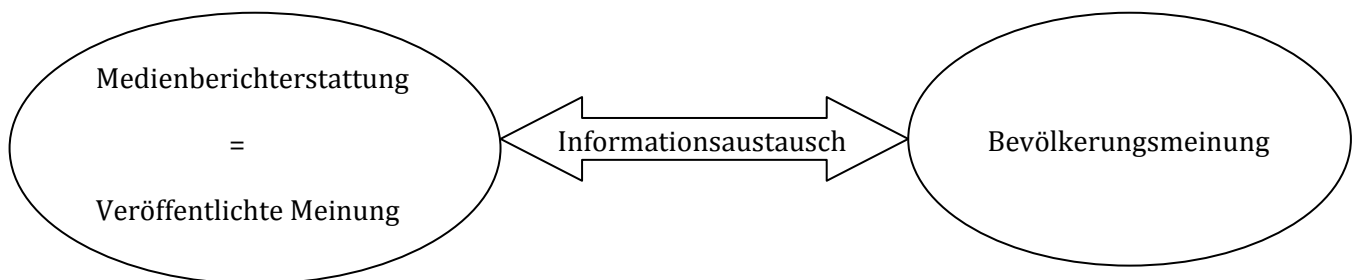 Medienberichterstattung
=
Veröffentlichte Meinung
Informationsaustausch
Bevölkerungsmeinung